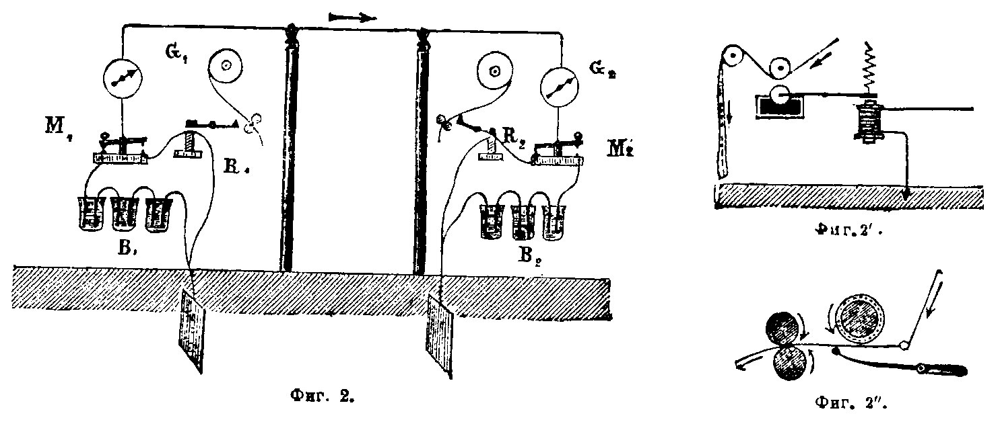 G₁
G₂
M₁
R₂
M₂
R₁
B₁
B₂
Фиг. 2.
Фиг. 2′.
Фиг. 2″.